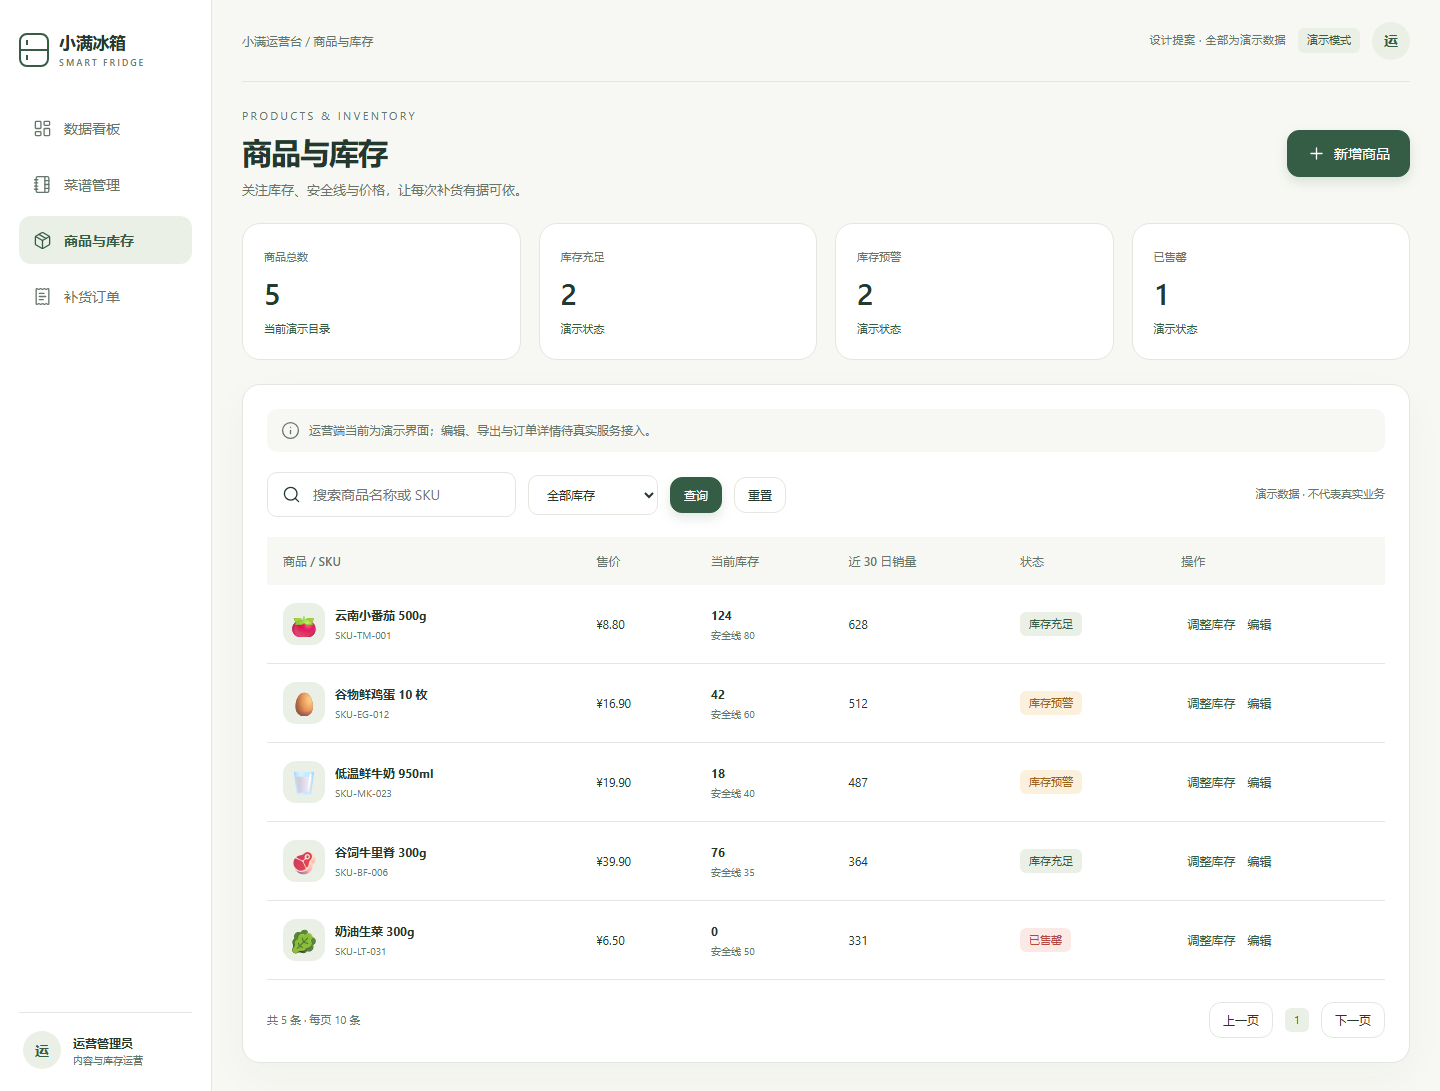 小满冰箱
SMART FRIDGE
数据看板
菜谱管理
商品与库存
补货订单
运
运营管理员
内容与库存运营
小满运营台 / 商品与库存
设计提案 · 全部为演示数据
演示模式
运
PRODUCTS & INVENTORY
商品与库存
关注库存、安全线与价格，让每次补货有据可依。
新增商品
商品总数
5
当前演示目录
库存充足
2
演示状态
库存预警
2
演示状态
已售罄
1
演示状态
运营端当前为演示界面；编辑、导出与订单详情待真实服务接入。
搜索商品名称或 SKU
全部库存
查询
重置
演示数据 · 不代表真实业务
商品 / SKU 售价 当前库存 近 30 日销量 状态 操作
云南小番茄 500g
SKU-TM-001
¥8.80
124
安全线 80
628
库存充足
调整库存 编辑
谷物鲜鸡蛋 10 枚
SKU-EG-012
¥16.90
42
安全线 60
512
库存预警
调整库存 编辑
低温鲜牛奶 950ml
SKU-MK-023
¥19.90
18
安全线 40
487
库存预警
调整库存 编辑
谷饲牛里脊 300g
SKU-BF-006
¥39.90
76
安全线 35
364
库存充足
调整库存 编辑
奶油生菜 300g
SKU-LT-031
¥6.50
0
安全线 50
331
已售罄
调整库存 编辑
共 5 条 · 每页 10 条
上一页
1
下一页